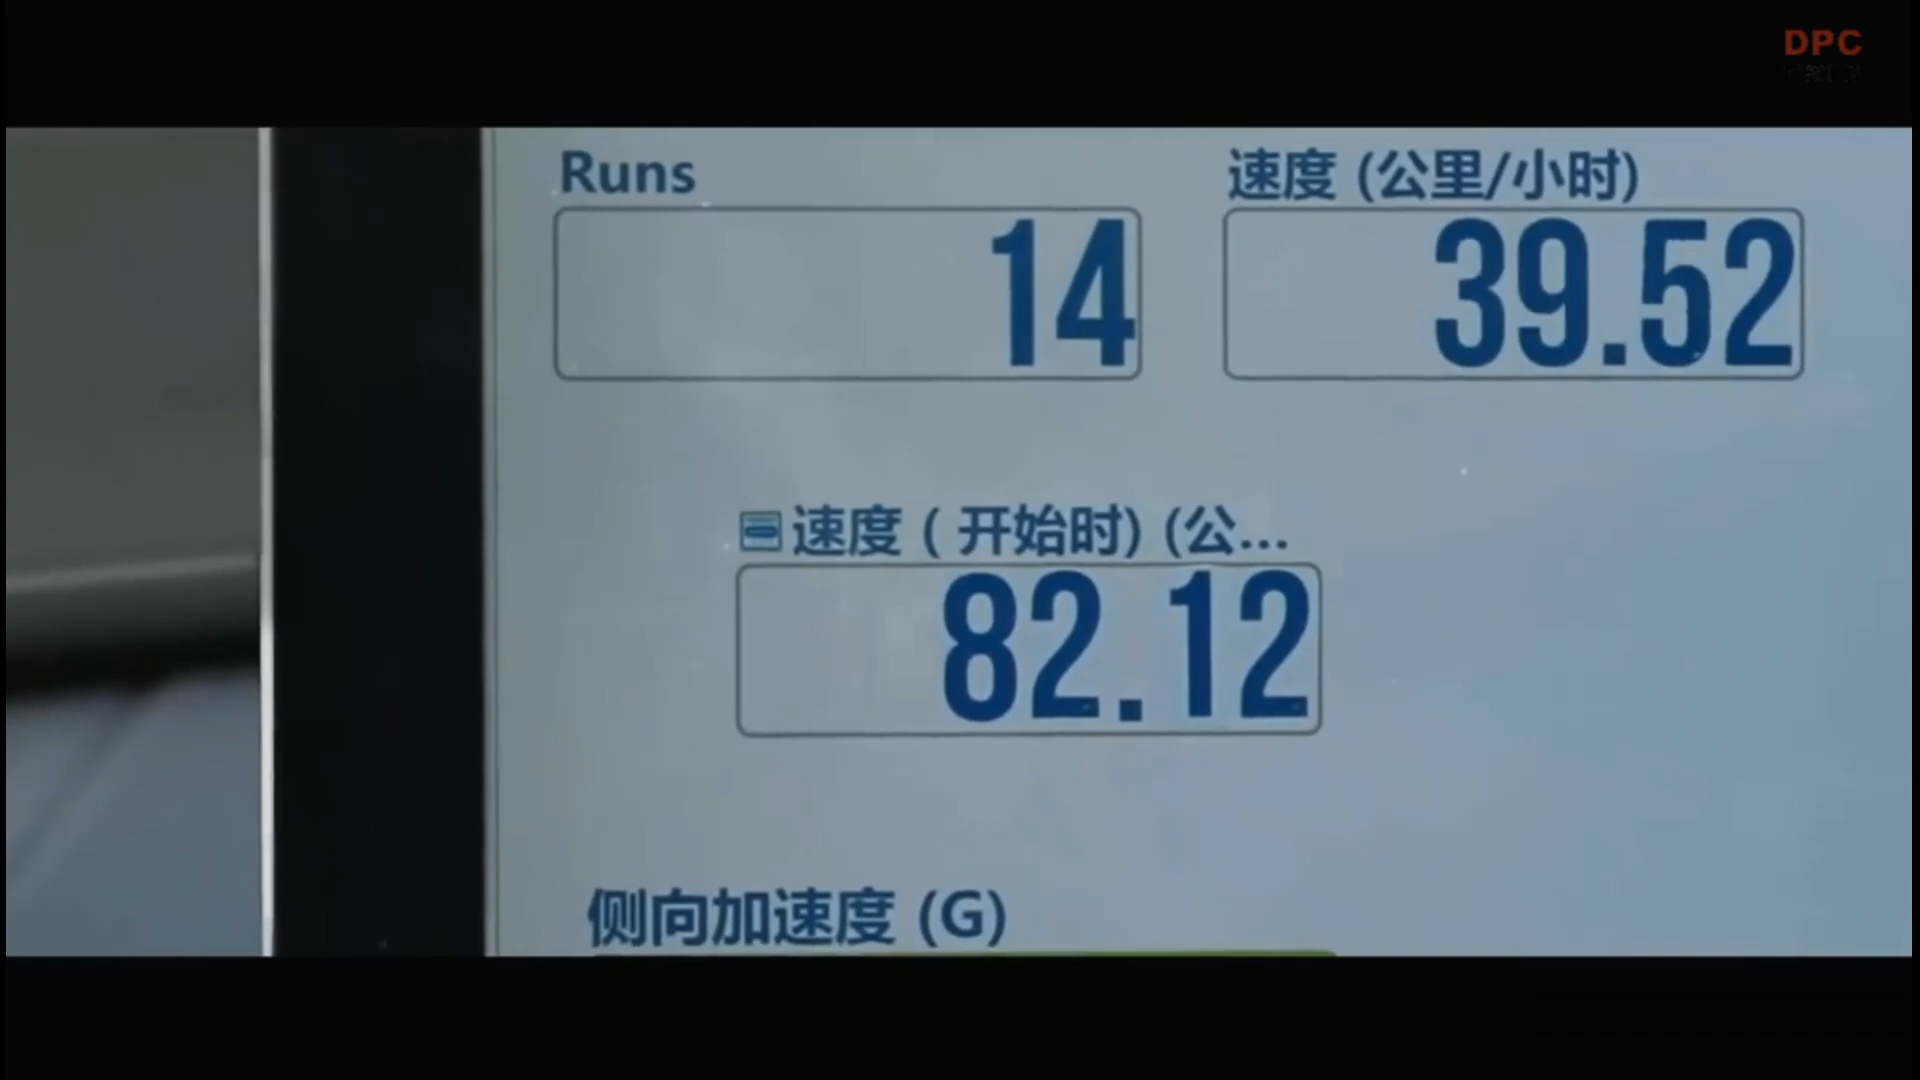 DPC
Runs
速度 (公里/小时)
14
39.52
速度 ( 开始时) (公...
82.12
侧向加速度 (G)